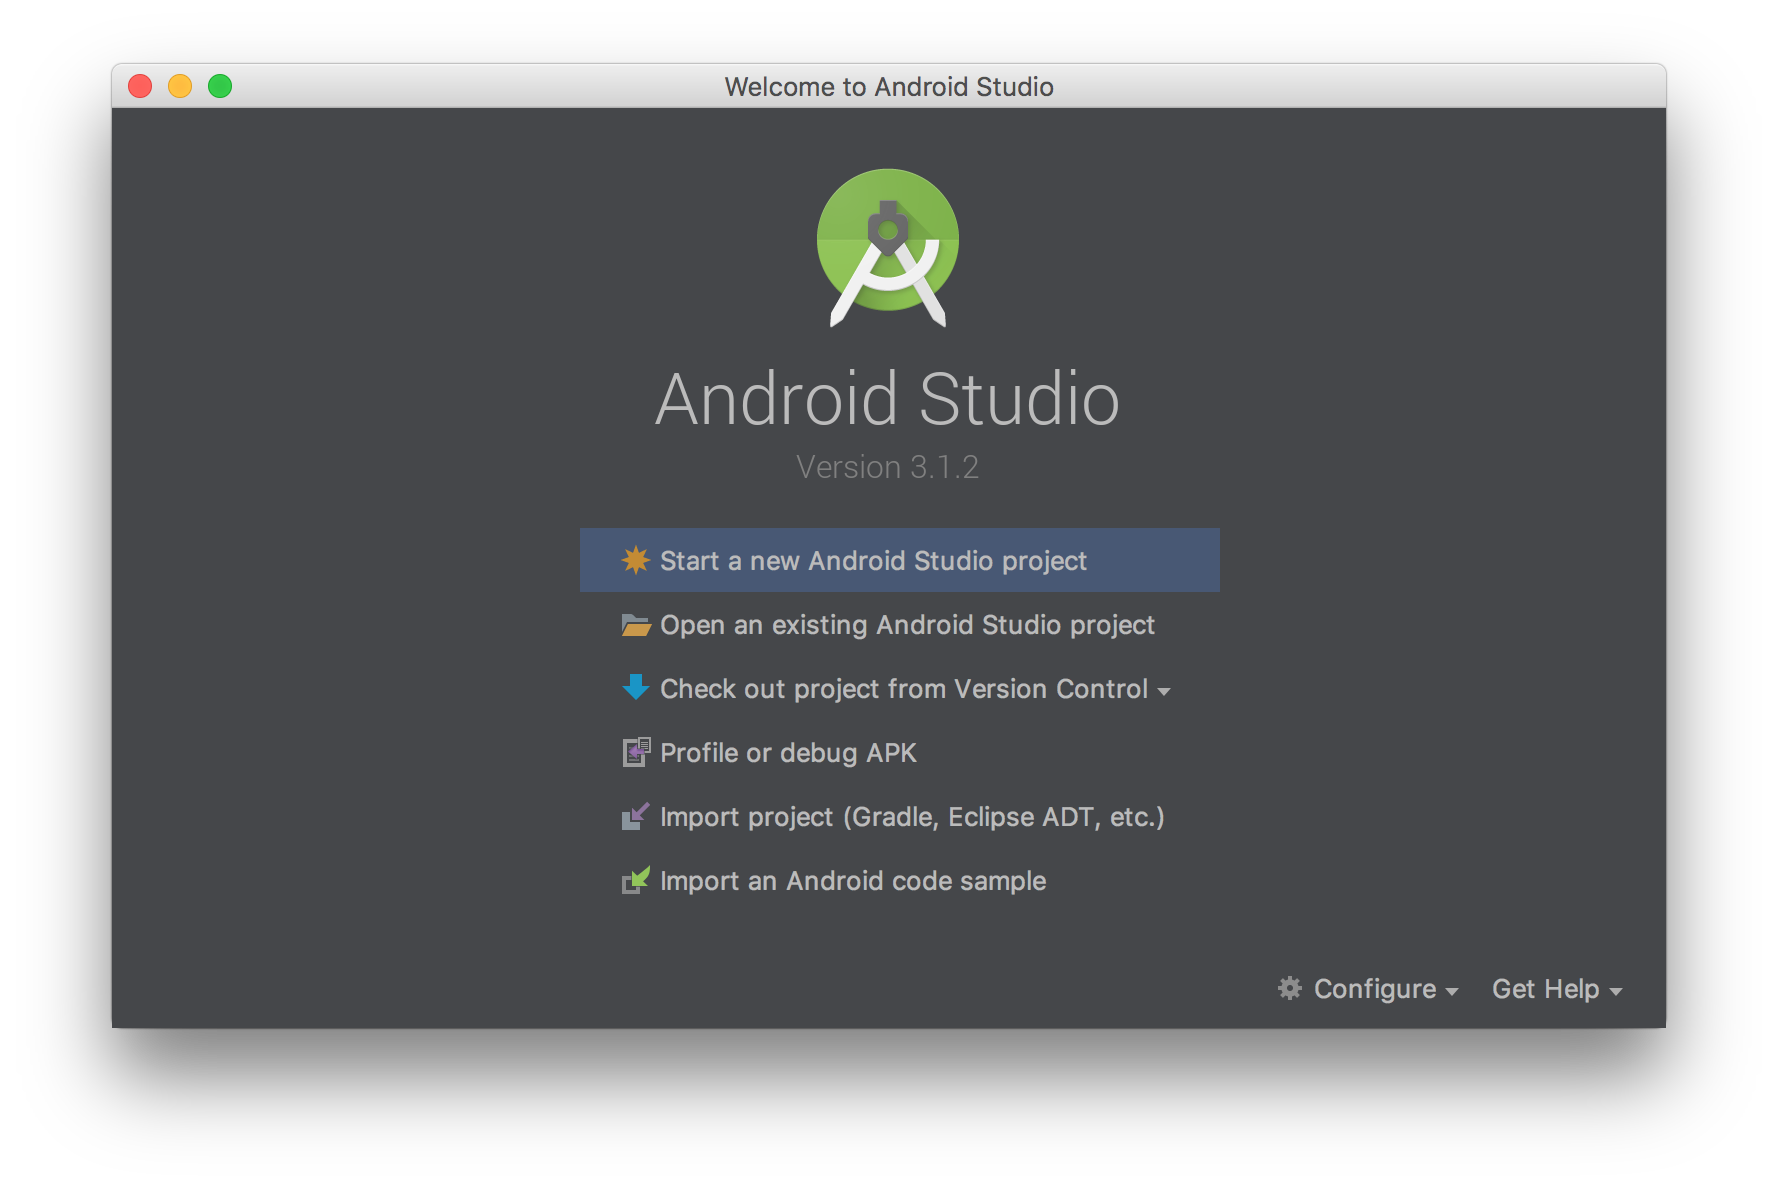 Welcome to Android Studio
Android Studio
Version 3.1.2
Start a new Android Studio project
Open an existing Android Studio project
Check out project from Version Control
Profile or debug APK
Import project (Gradle, Eclipse ADT, etc.)
Import an Android code sample
Configure Get Help